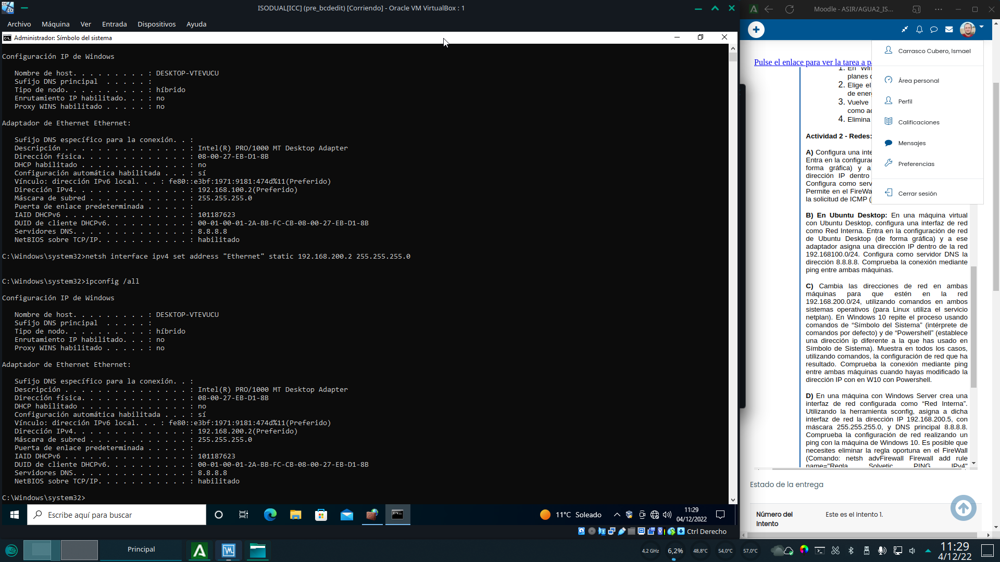 ISODUAL[ICC] (pre_bcdedit) [Corriendo] - Oracle VM VirtualBox : 1
Archivo Máquina Ver Entrada Dispositivos Ayuda
Administrador: Símbolo del sistema
Configuración IP de Windows
Nombre de host. . . . . . . . . : DESKTOP-VTEVUCU
Sufijo DNS principal  . . . . . :
Tipo de nodo. . . . . . . . . . : híbrido
Enrutamiento IP habilitado. . . : no
Proxy WINS habilitado . . . . . : no
Adaptador de Ethernet Ethernet:
Sufijo DNS específico para la conexión. . :
Descripción . . . . . . . . . . . . . . . : Intel(R) PRO/1000 MT Desktop Adapter
Dirección física. . . . . . . . . . . . . : 08-00-27-EB-D1-8B
DHCP habilitado . . . . . . . . . . . . . : no
Configuración automática habilitada . . . : sí
Vínculo: dirección IPv6 local. . . : fe80::e3bf:1971:9181:474d%11(Preferido)
Dirección IPv4. . . . . . . . . . . . . . : 192.168.100.2(Preferido)
Máscara de subred . . . . . . . . . . . . : 255.255.255.0
Puerta de enlace predeterminada . . . . . :
IAID DHCPv6 . . . . . . . . . . . . . . . : 101187623
DUID de cliente DHCPv6. . . . . . . . . . : 00-01-00-01-2A-BB-FC-CB-08-00-27-EB-D1-8B
Servidores DNS. . . . . . . . . . . . . . : 8.8.8.8
NetBIOS sobre TCP/IP. . . . . . . . . . . : habilitado
C:\Windows\system32>netsh interface ipv4 set address "Ethernet" static 192.168.200.2 255.255.255.0
C:\Windows\system32>ipconfig /all
Configuración IP de Windows
Nombre de host. . . . . . . . . : DESKTOP-VTEVUCU
Sufijo DNS principal  . . . . . :
Tipo de nodo. . . . . . . . . . : híbrido
Enrutamiento IP habilitado. . . : no
Proxy WINS habilitado . . . . . : no
Adaptador de Ethernet Ethernet:
Sufijo DNS específico para la conexión. . :
Descripción . . . . . . . . . . . . . . . : Intel(R) PRO/1000 MT Desktop Adapter
Dirección física. . . . . . . . . . . . . : 08-00-27-EB-D1-8B
DHCP habilitado . . . . . . . . . . . . . : no
Configuración automática habilitada . . . : sí
Vínculo: dirección IPv6 local. . . : fe80::e3bf:1971:9181:474d%11(Preferido)
Dirección IPv4. . . . . . . . . . . . . . : 192.168.200.2(Preferido)
Máscara de subred . . . . . . . . . . . . : 255.255.255.0
Puerta de enlace predeterminada . . . . . :
IAID DHCPv6 . . . . . . . . . . . . . . . : 101187623
DUID de cliente DHCPv6. . . . . . . . . . : 00-01-00-01-2A-BB-FC-CB-08-00-27-EB-D1-8B
Servidores DNS. . . . . . . . . . . . . . : 8.8.8.8
NetBIOS sobre TCP/IP. . . . . . . . . . . : habilitado
C:\Windows\system32>
Escribe aquí para buscar
11°C Soleado
11:29
04/12/2022
Ctrl Derecho
Moodle - ASIR/AGUA2_IS...
Pulse el enlace para ver la tarea a pa
1. En Win
planes d
2. Elige el
de ener
3. Vuelve
como ac
4. Elimina
Actividad 2 - Redes:
A) Configura una inte
Entra en la configurac
forma gráfica) y a
dirección IP dentro
Configura como serv
Permite en el FireWa
la solicitud de ICMP (
Carrasco Cubero, Ismael
Área personal
Perfil
Calificaciones
Mensajes
Preferencias
Cerrar sesión
B) En Ubuntu Desktop: En una máquina virtual
con Ubuntu Desktop, configura una interfaz de red
como Red Interna. Entra en la configuración de red
de Ubuntu Desktop (de forma gráfica) y a ese
adaptador asigna una dirección IP dentro de la red
192.168100.0/24. Configura como servidor DNS la
dirección 8.8.8.8. Comprueba la conexión mediante
ping entre ambas máquinas.
C) Cambia las direcciones de red en ambas
máquinas para que estén en la red
192.168.200.0/24, utilizando comandos en ambos
sistemas operativos (para Linux utiliza el servicio
netplan). En Windows 10 repite el proceso usando
comandos de “Símbolo del Sistema” (intérprete de
comandos por defecto) y de “Powershell” (establece
una dirección ip diferente a la que has usado en
Símbolo de Sistema). Muestra en todos los casos,
utilizando comandos, la configuración de red que ha
resultado. Comprueba la conexión mediante ping
entre ambas máquinas cuando hayas modificado la
dirección IP con en W10 con Powershell.
D) En una máquina con Windows Server crea una
interfaz de red configurada como “Red Interna”.
Utilizando la herramienta sconfig, asigna a dicha
interfaz de red la dirección IP 192.168.200.5, con
máscara 255.255.255.0, y DNS principal 8.8.8.8.
Comprueba la configuración de red realizando un
ping con la máquina de Windows 10. Es posible que
necesites eliminar la regla oportuna en el FireWall
(Comando: netsh advFirewall Firewall add rule
name="Regla Solvetic PING IPv4"
Estado de la entrega
Número del
Intento
Este es el intento 1.
Principal
4,2 GHz
6,2%
48,8°C
54,0°C
57,0°C
11:29
4/12/22